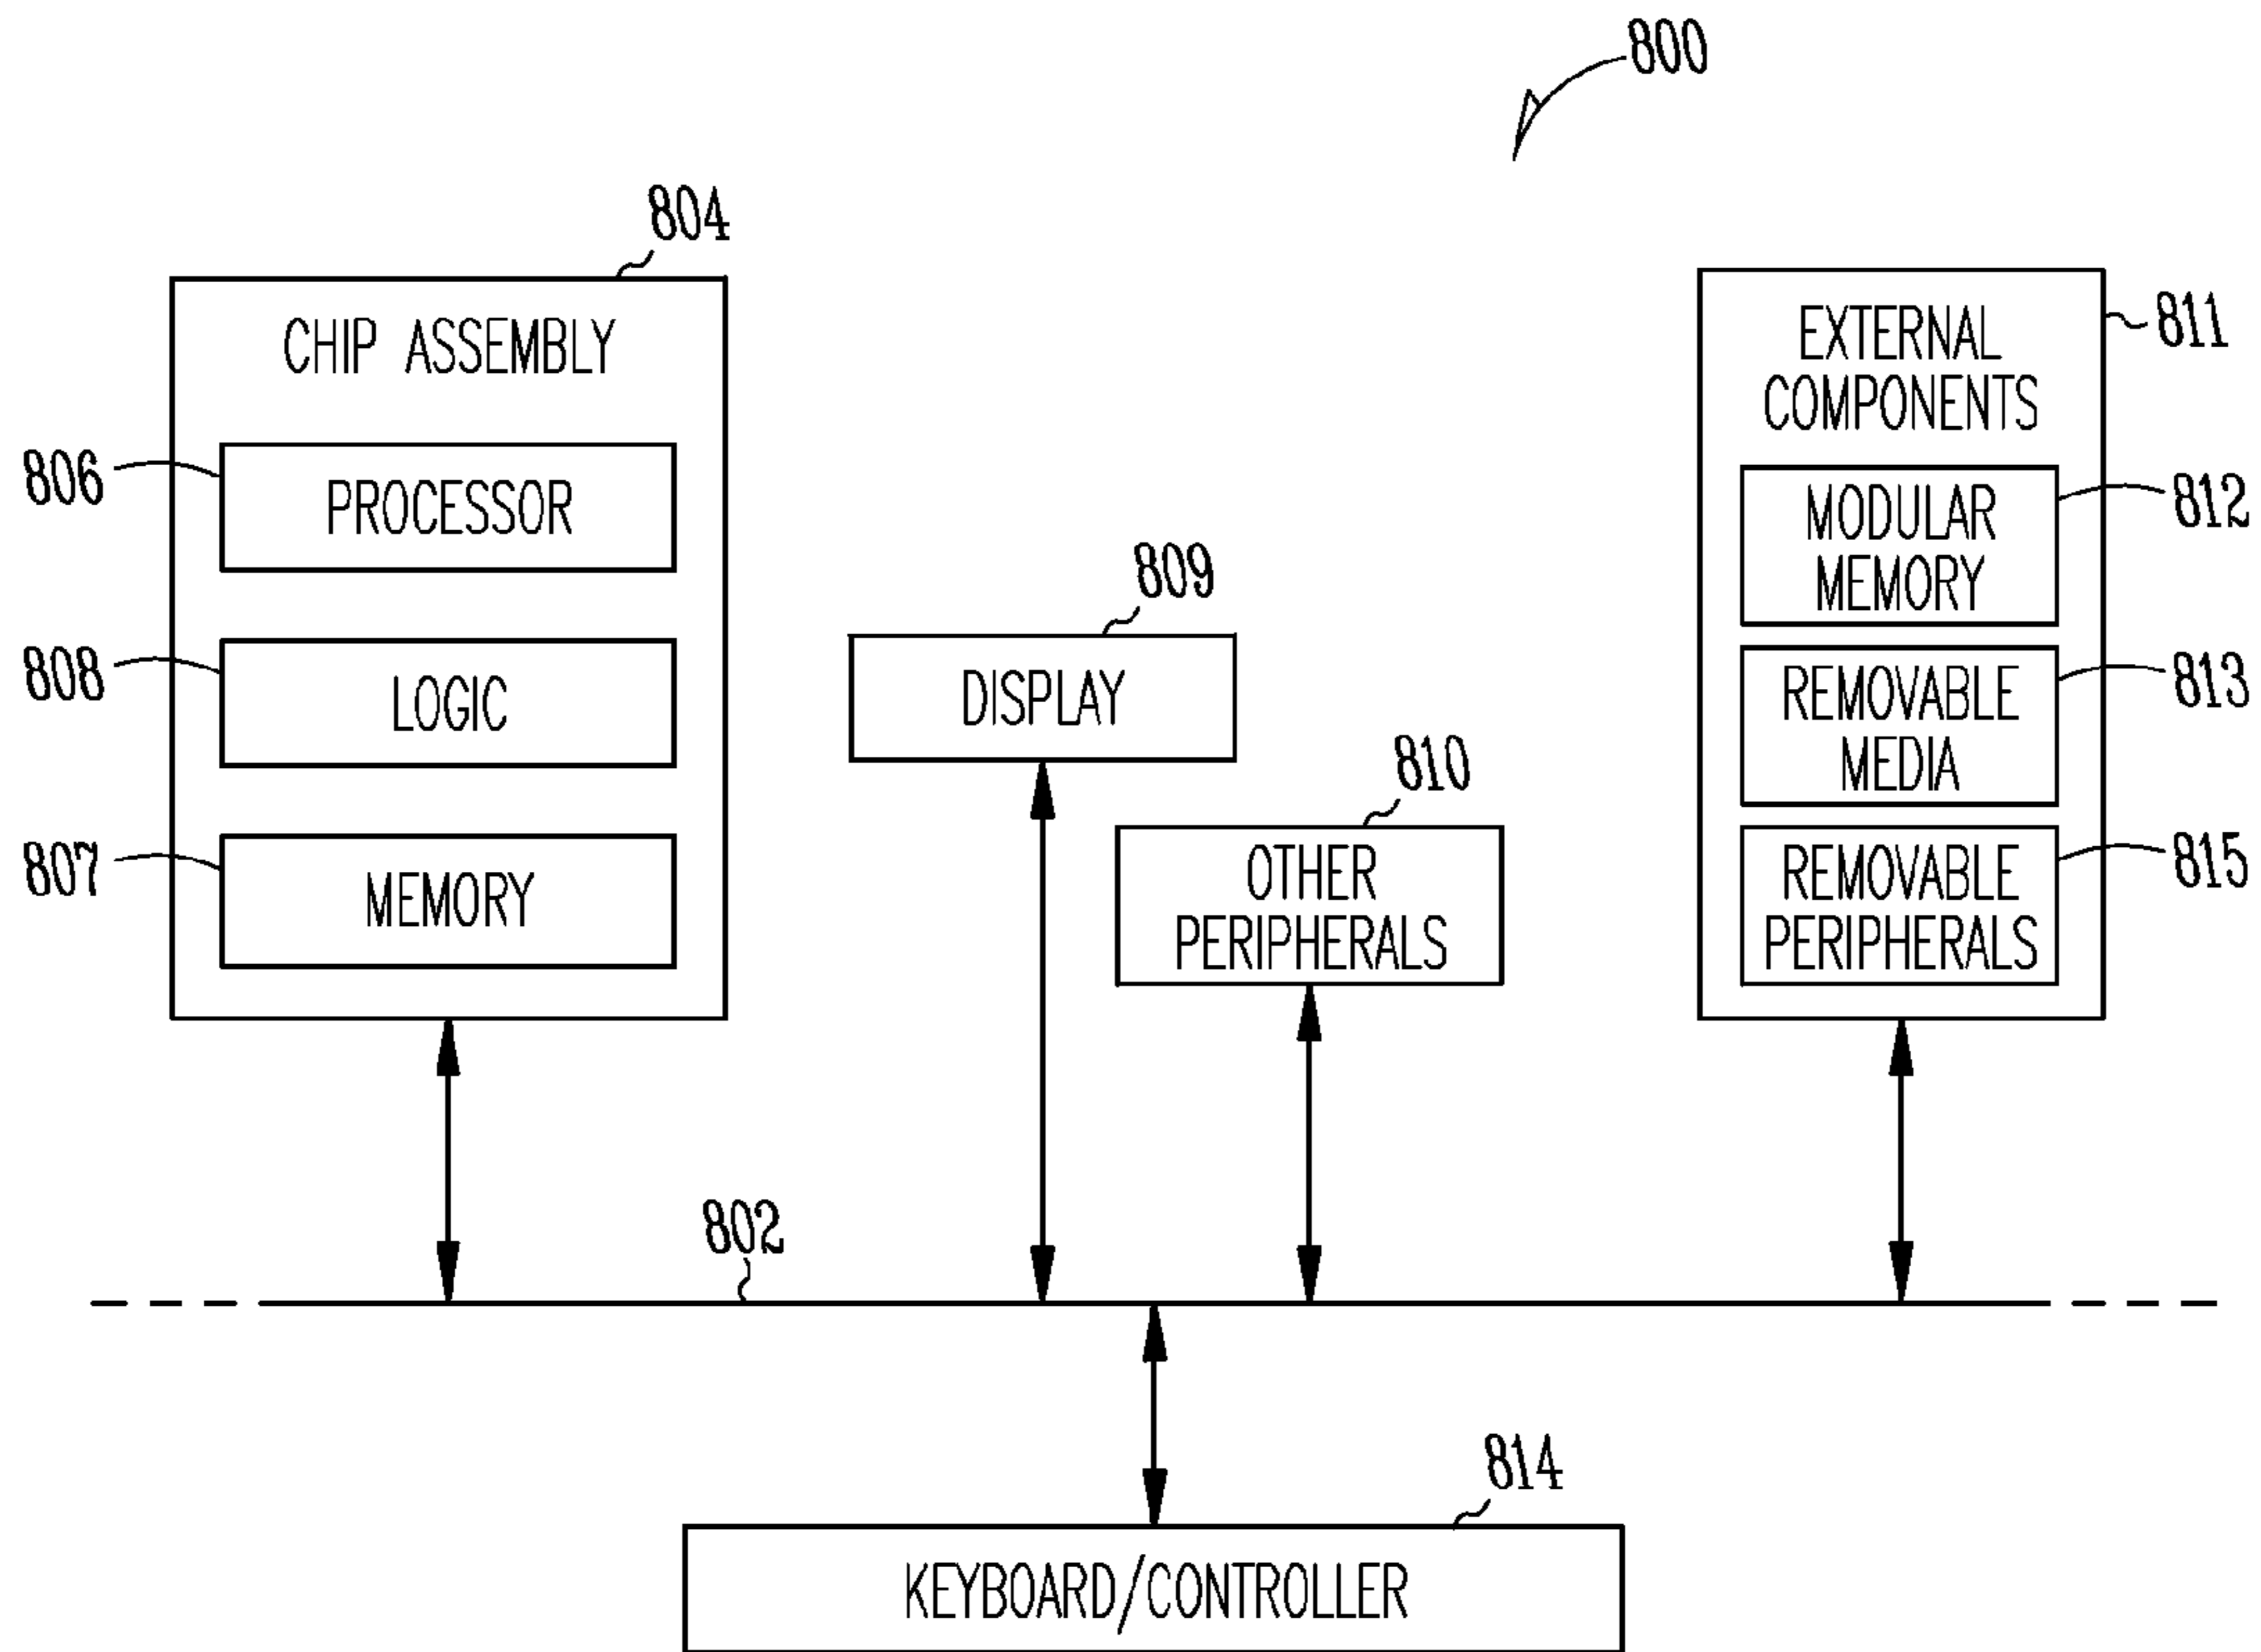 800
804
CHIP ASSEMBLY
806
PROCESSOR
808
LOGIC
807
MEMORY
809
DISPLAY
810
OTHER
PERIPHERALS
811
EXTERNAL
COMPONENTS
812
MODULAR
MEMORY
813
REMOVABLE
MEDIA
815
REMOVABLE
PERIPHERALS
802
814
KEYBOARD/CONTROLLER